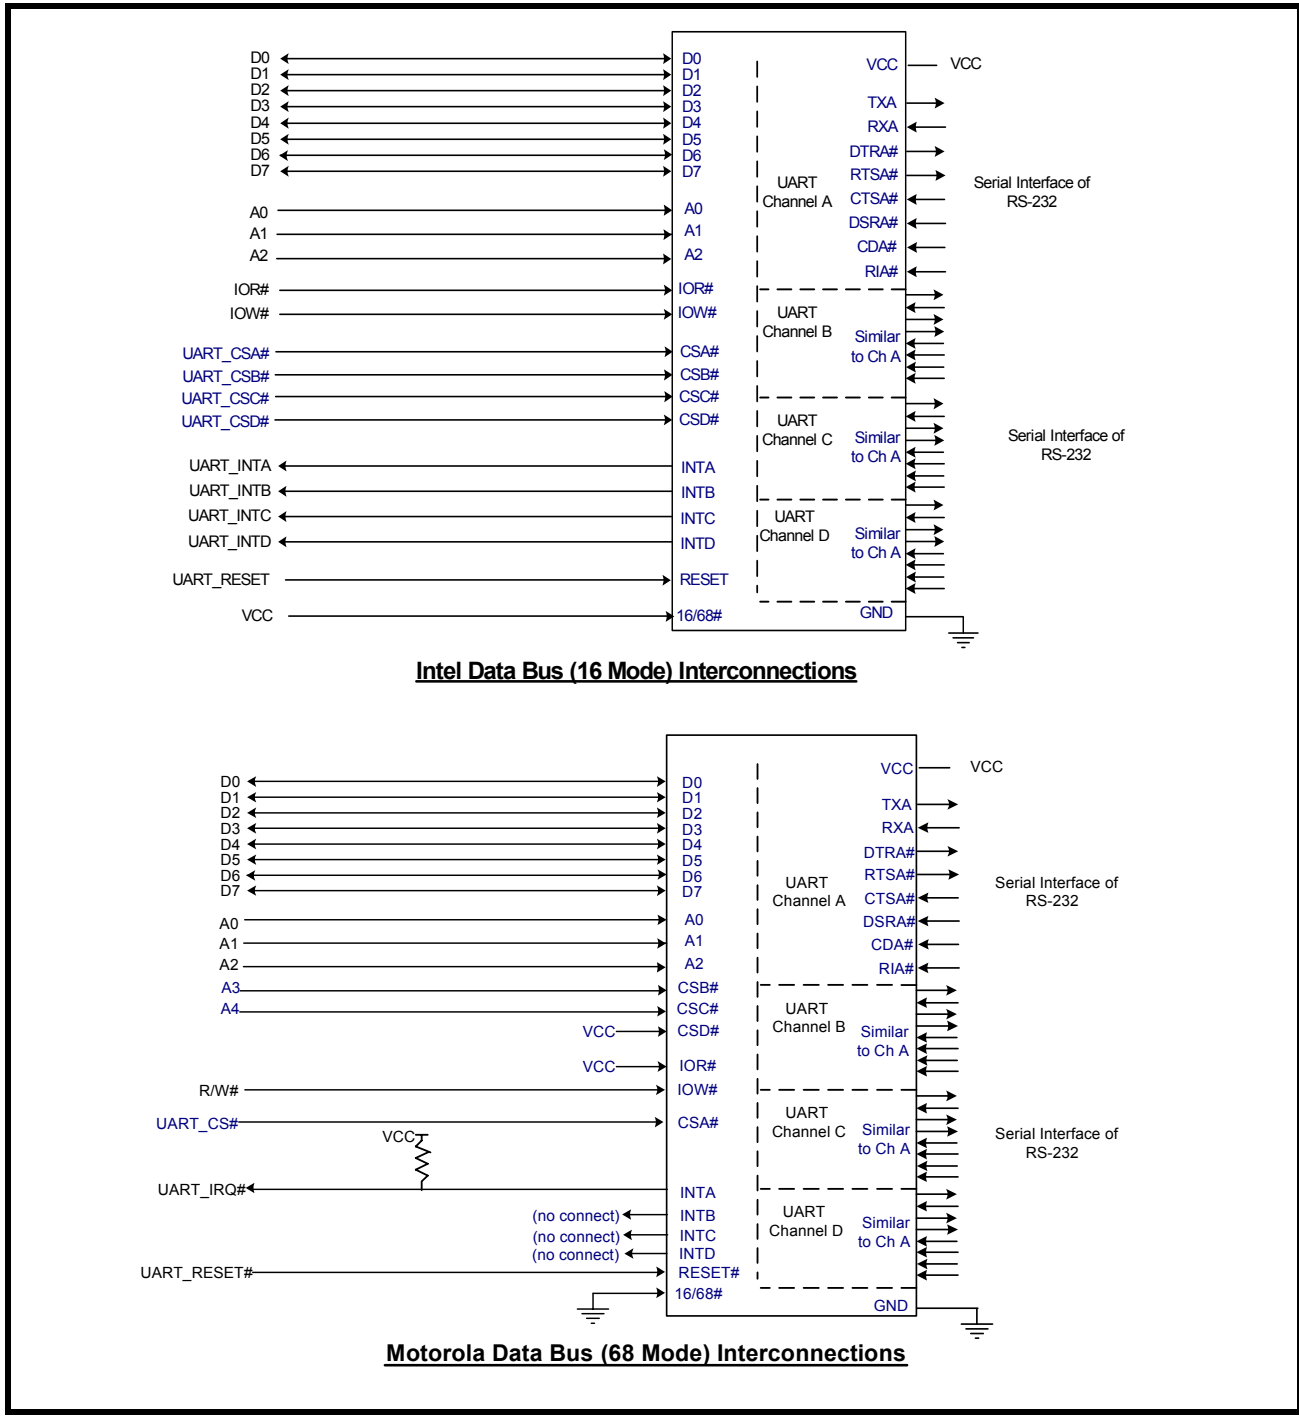 D0 D0
D1 D1
D2 D2
D3 D3
D4 D4
D5 D5
D6 D6
D7 D7
A0 A0
A1 A1
A2 A2
IOR# IOR#
IOW# IOW#
UART_CSA# CSA#
UART_CSB# CSB#
UART_CSC# CSC#
UART_CSD# CSD#
UART_INTA INTA
UART_INTB INTB
UART_INTC INTC
UART_INTD INTD
UART_RESET RESET
VCC 16/68#
UART
Channel A
UART
Channel B
UART
Channel C
UART
Channel D
VCC VCC
TXA
RXA
DTRA#
RTSA#
CTSA#
DSRA#
CDA#
RIA#
Similar
to Ch A
Similar
to Ch A
Similar
to Ch A
GND
Serial Interface of
RS-232
Serial Interface of
RS-232
Intel Data Bus (16 Mode) Interconnections
D0 D0
D1 D1
D2 D2
D3 D3
D4 D4
D5 D5
D6 D6
D7 D7
A0 A0
A1 A1
A2 A2
A3 CSB#
A4 CSC#
VCC CSD#
VCC IOR#
R/W# IOW#
UART_CS# CSA#
VCC
UART_IRQ# INTA
(no connect) INTB
(no connect) INTC
(no connect) INTD
UART_RESET# RESET#
16/68#
UART
Channel A
UART
Channel B
UART
Channel C
UART
Channel D
VCC VCC
TXA
RXA
DTRA#
RTSA#
CTSA#
DSRA#
CDA#
RIA#
Similar
to Ch A
Similar
to Ch A
Similar
to Ch A
GND
Serial Interface of
RS-232
Serial Interface of
RS-232
Motorola Data Bus (68 Mode) Interconnections